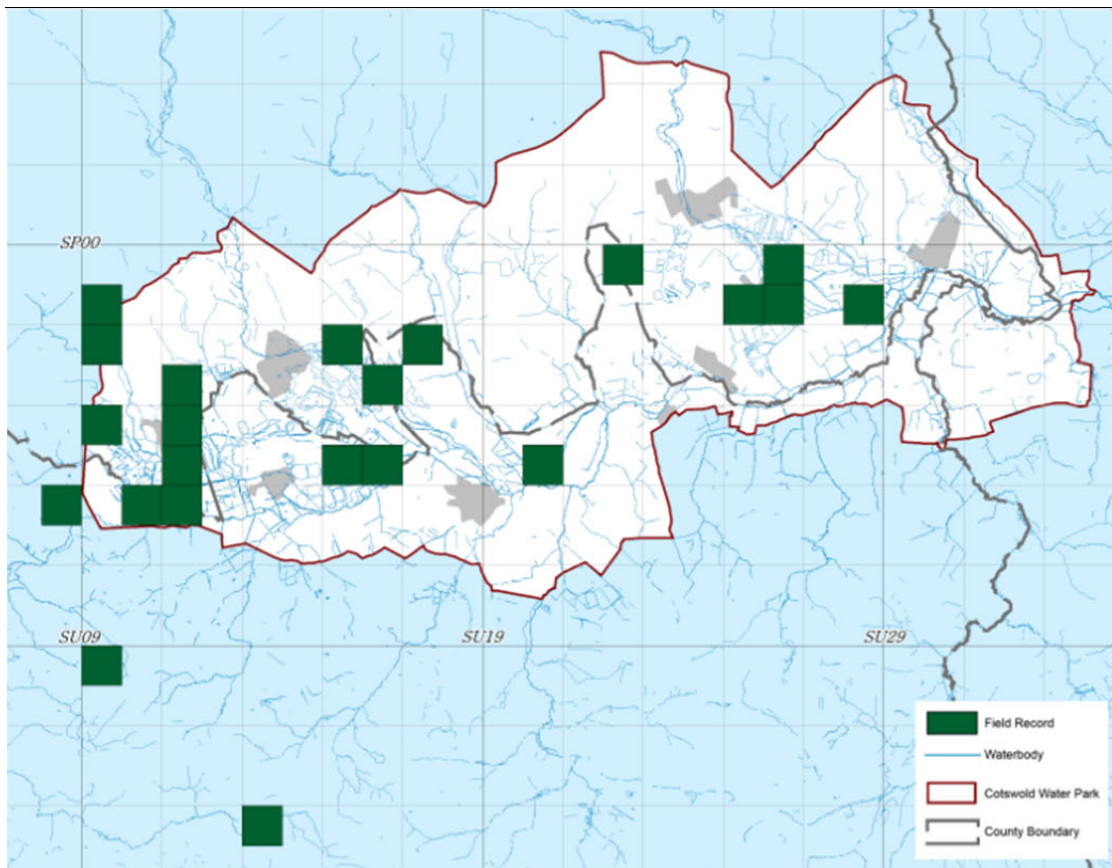 SP00
SU09
SU19
SU29
Field Record
Waterbody
Cotswold Water Park
County Boundary